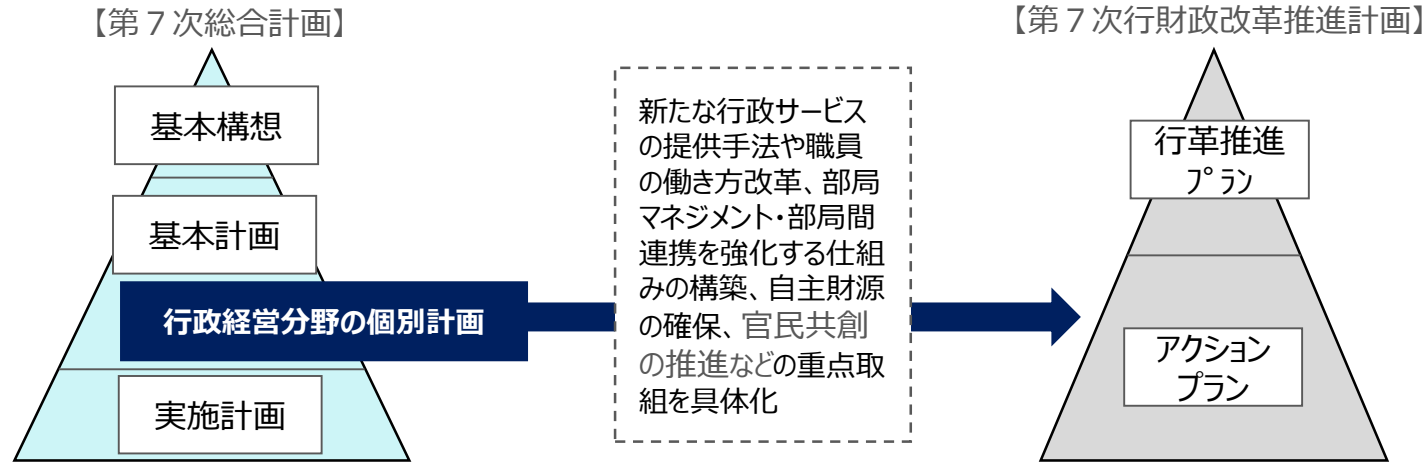 【第７次総合計画】
基本構想
基本計画
行政経営分野の個別計画
実施計画
新たな行政サービス
の提供手法や職員
の働き方改革、部局
マネジメント・部局間
連携を強化する仕組
みの構築、自主財源
の確保、官民共創
の推進などの重点取
組を具体化
【第７次行財政改革推進計画】
行革推進
プラン
アクション
プラン